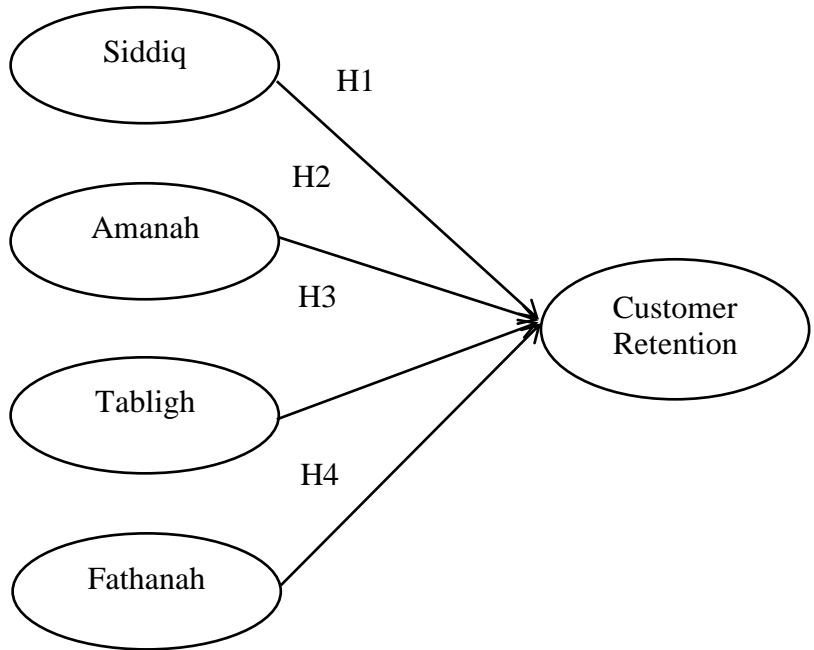 Siddiq
H1
H2
Amanah
H3
Customer
Retention
Tabligh
H4
Fathanah